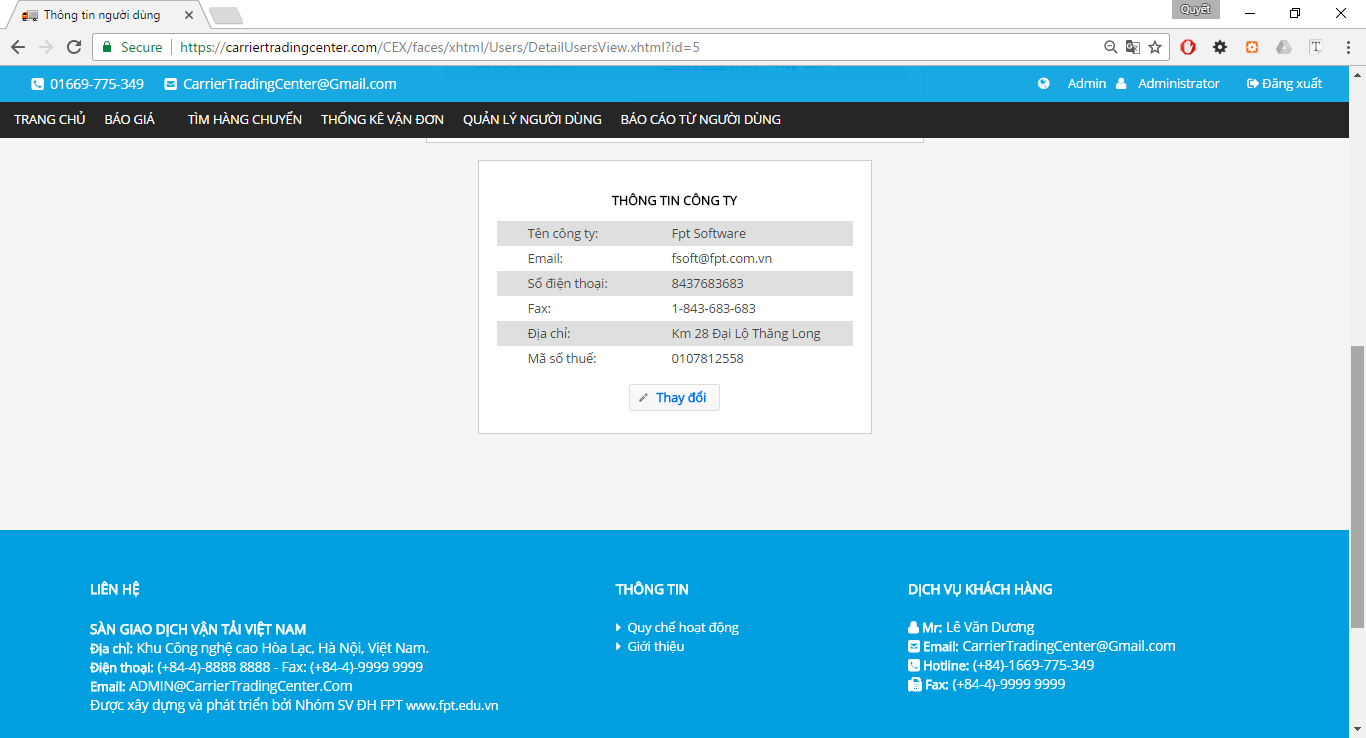 Thông tin người dùng
Quyết
Secure https://carriertradingcenter.com/CEX/faces/xhtml/Users/DetailUsersView.xhtml?id=5
01669-775-349 CarrierTradingCenter@Gmail.com Admin Administrator Đăng xuất
TRANG CHỦ BÁO GIÁ TÌM HÀNG CHUYẾN THỐNG KÊ VẬN ĐƠN QUẢN LÝ NGƯỜI DÙNG BÁO CÁO TỪ NGƯỜI DÙNG
THÔNG TIN CÔNG TY
Tên công ty: Fpt Software
Email: fsoft@fpt.com.vn
Số điện thoại: 8437683683
Fax: 1-843-683-683
Địa chỉ: Km 28 Đại Lộ Thăng Long
Mã số thuế: 0107812558
Thay đổi
LIÊN HỆ
SÀN GIAO DỊCH VẬN TẢI VIỆT NAM
Địa chỉ: Khu Công nghệ cao Hòa Lạc, Hà Nội, Việt Nam.
Điện thoại: (+84-4)-8888 8888 - Fax: (+84-4)-9999 9999
Email: ADMIN@CarrierTradingCenter.Com
Được xây dựng và phát triển bởi Nhóm SV ĐH FPT www.fpt.edu.vn
THÔNG TIN
Quy chế hoạt động
Giới thiệu
DỊCH VỤ KHÁCH HÀNG
Mr: Lê Văn Dương
Email: CarrierTradingCenter@Gmail.com
Hotline: (+84)-1669-775-349
Fax: (+84-4)-9999 9999